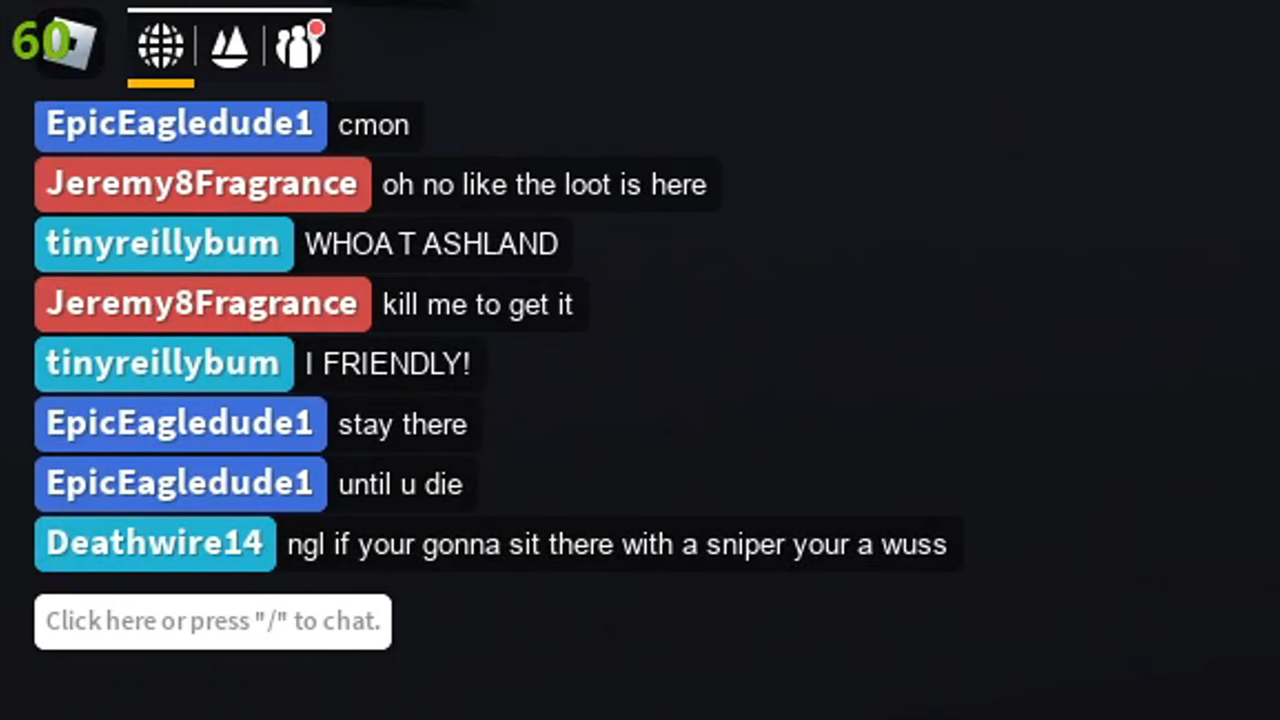 60
EpicEagledude1 cmon
Jeremy8Fragrance oh no like the loot is here
tinyreillybum WHOA T ASHLAND
Jeremy8Fragrance kill me to get it
tinyreillybum I FRIENDLY!
EpicEagledude1 stay there
EpicEagledude1 until u die
Deathwire14 ngl if your gonna sit there with a sniper your a wuss
Click here or press "/" to chat.